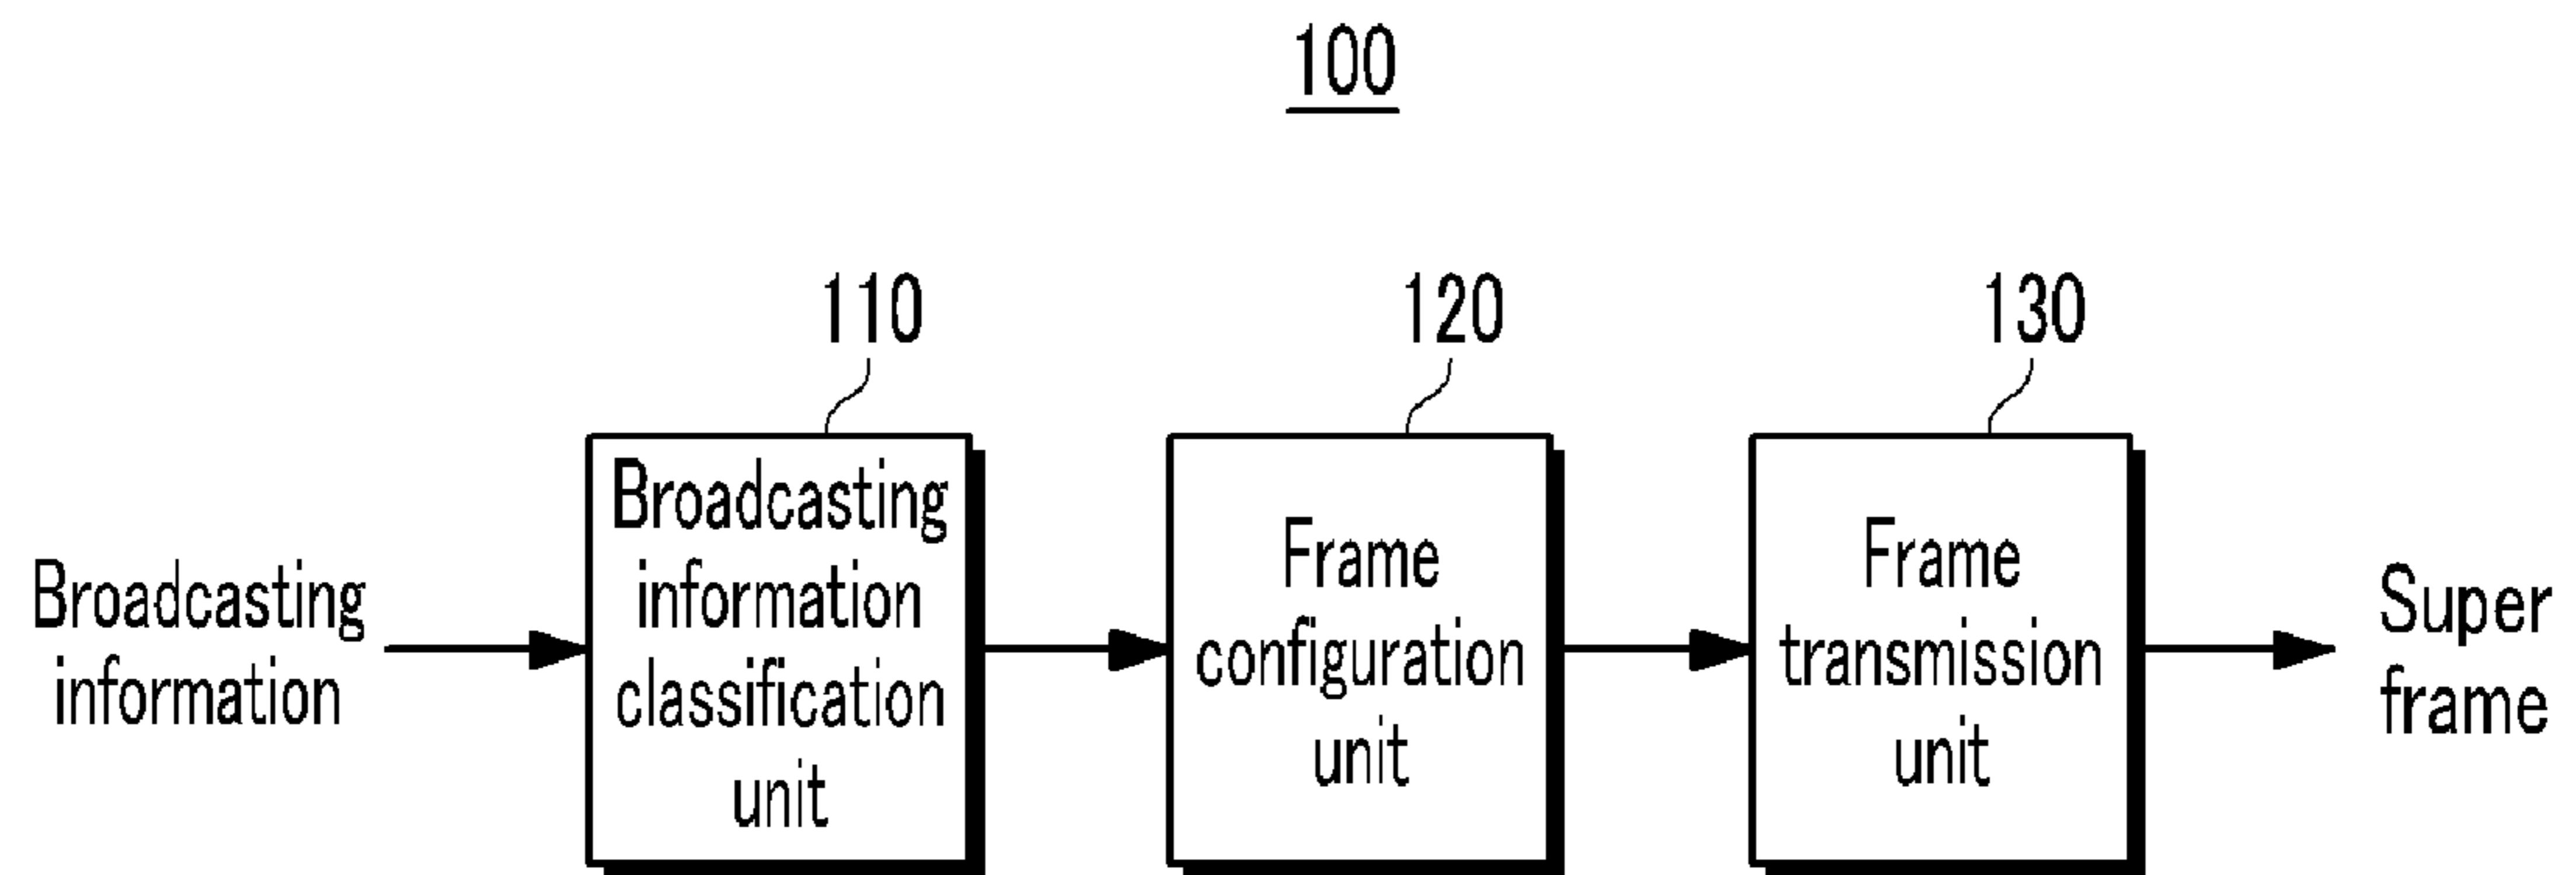 100
110
120
130
Broadcasting
information
Broadcasting
information
classification
unit
Frame
configuration
unit
Frame
transmission
unit
Super
frame